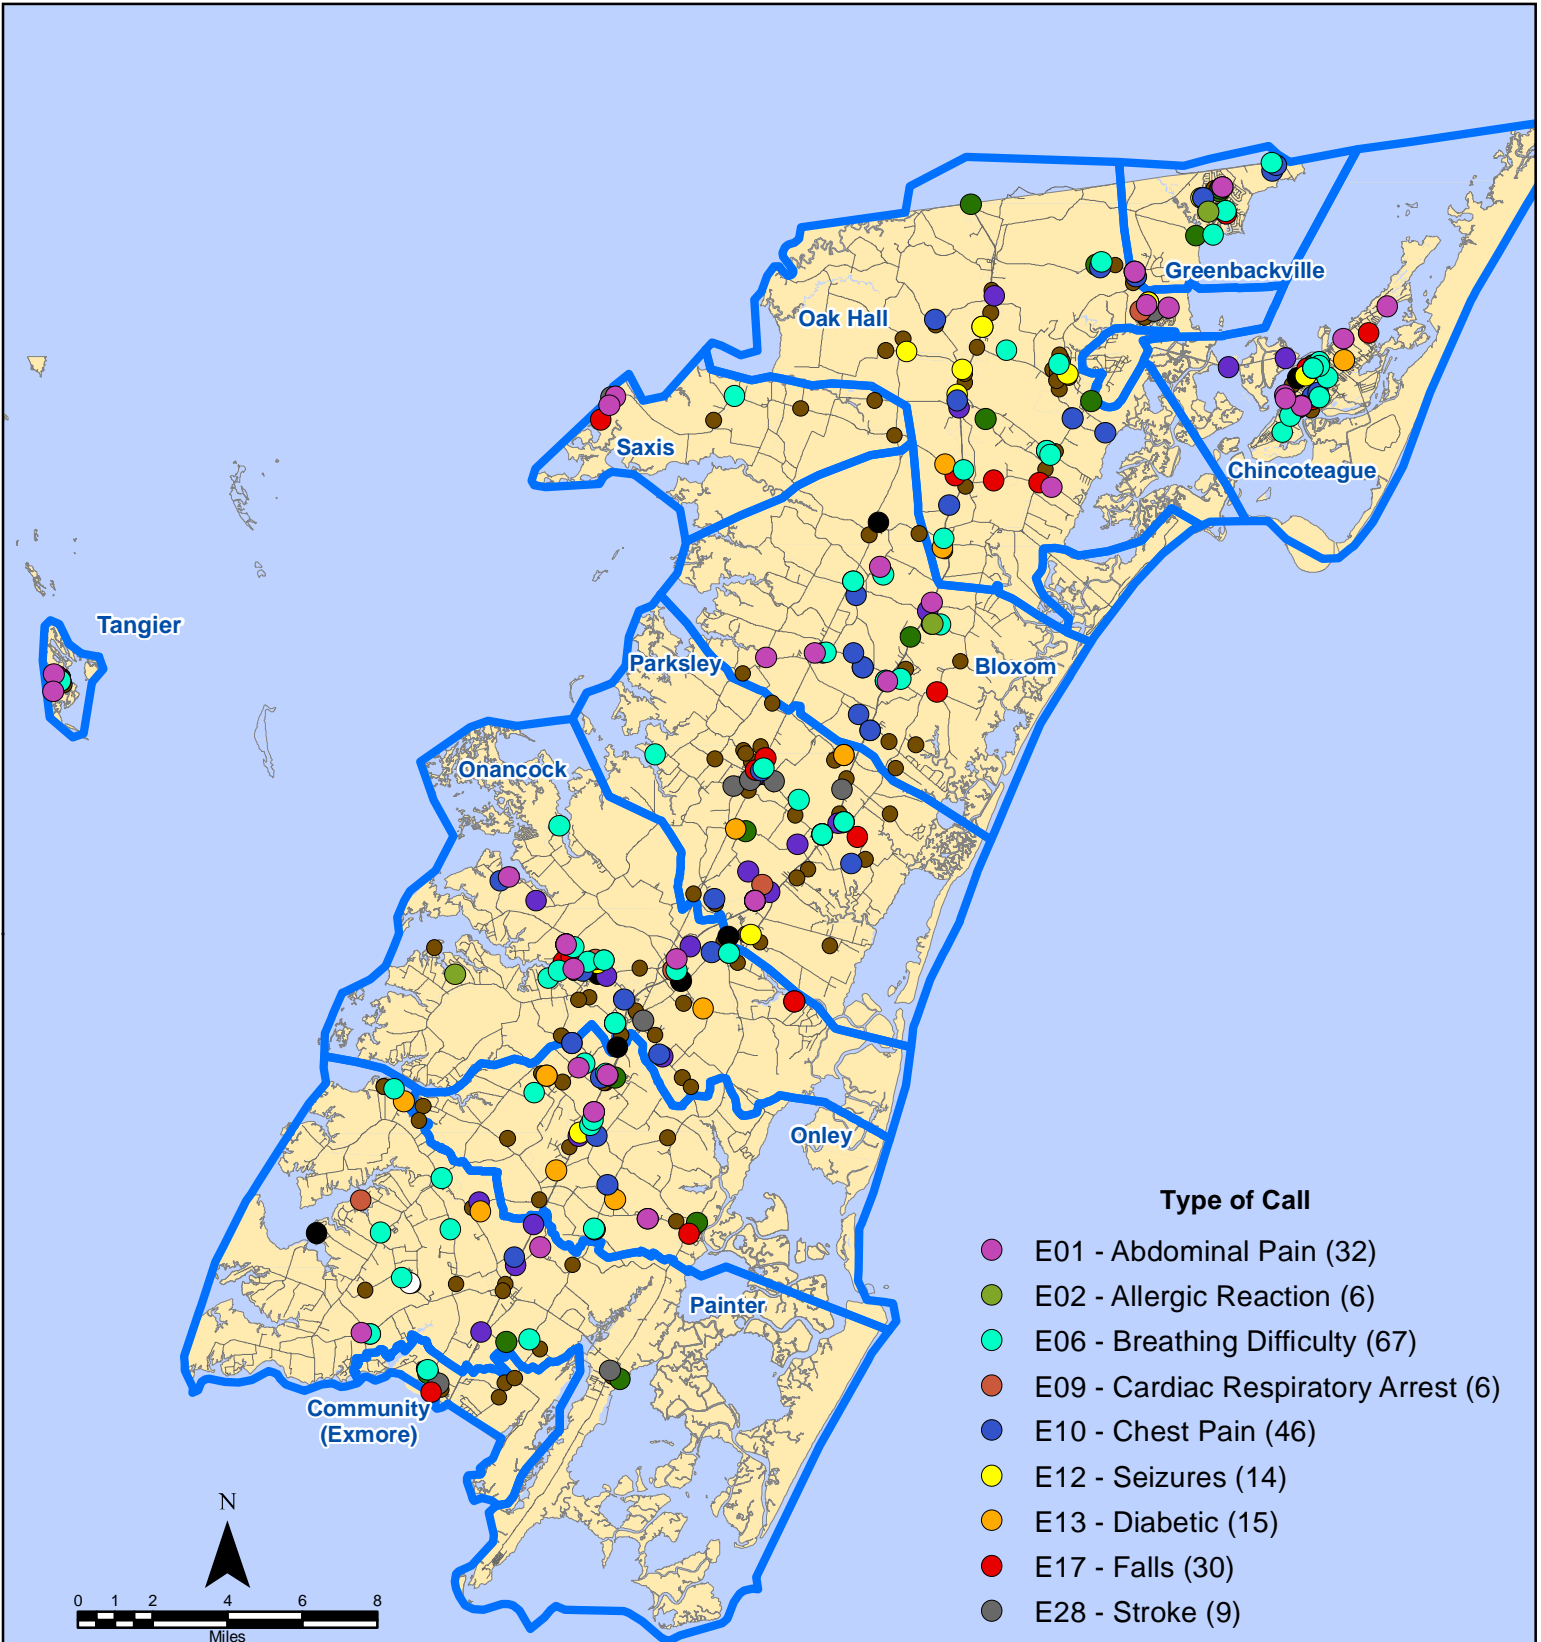 Greenbackville
Oak Hall
Saxis
Chincoteague
Tangier
Parksley
Bloxom
Onancock
Onley
Painter
Community
(Exmore)
Type of Call
E01 - Abdominal Pain (32)
E02 - Allergic Reaction (6)
E06 - Breathing Difficulty (67)
E09 - Cardiac Respiratory Arrest (6)
E10 - Chest Pain (46)
E12 - Seizures (14)
E13 - Diabetic (15)
E17 - Falls (30)
E28 - Stroke (9)
N
0 1 2 4 6 8
Miles